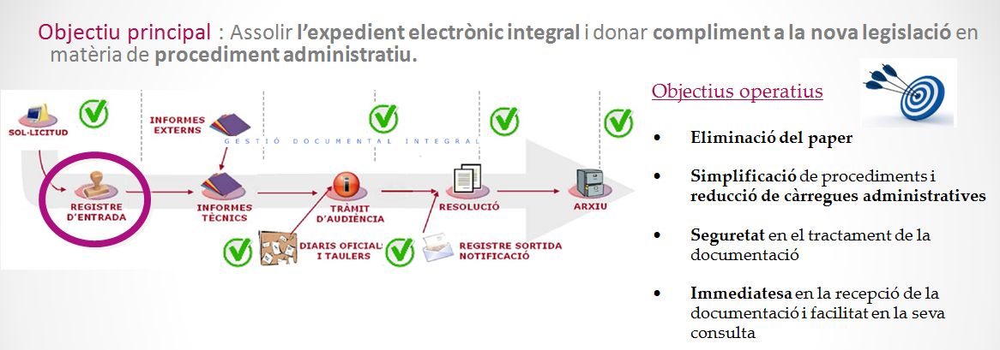 Objectiu principal : Assolir l’expedient electrònic integral i donar compliment a la nova legislació en
matèria de procediment administratiu.
SOL·LICITUD
INFORMES
EXTERNS
GESTIÓ DOCUMENTAL INTEGRAL
REGISTRE
D'ENTRADA
INFORMES
TÈCNICS
TRÀMIT
D'AUDIÈNCIA
RESOLUCIÓ
ARXIU
DIARIS OFICIALS
I TAULERS
REGISTRE SORTIDA
NOTIFICACIÓ
Objectius operatius
• Eliminació del paper
• Simplificació de procediments i
reducció de càrregues administratives
• Seguretat en el tractament de la
documentació
• Immediatesa en la recepció de la
documentació i facilitat en la seva
consulta